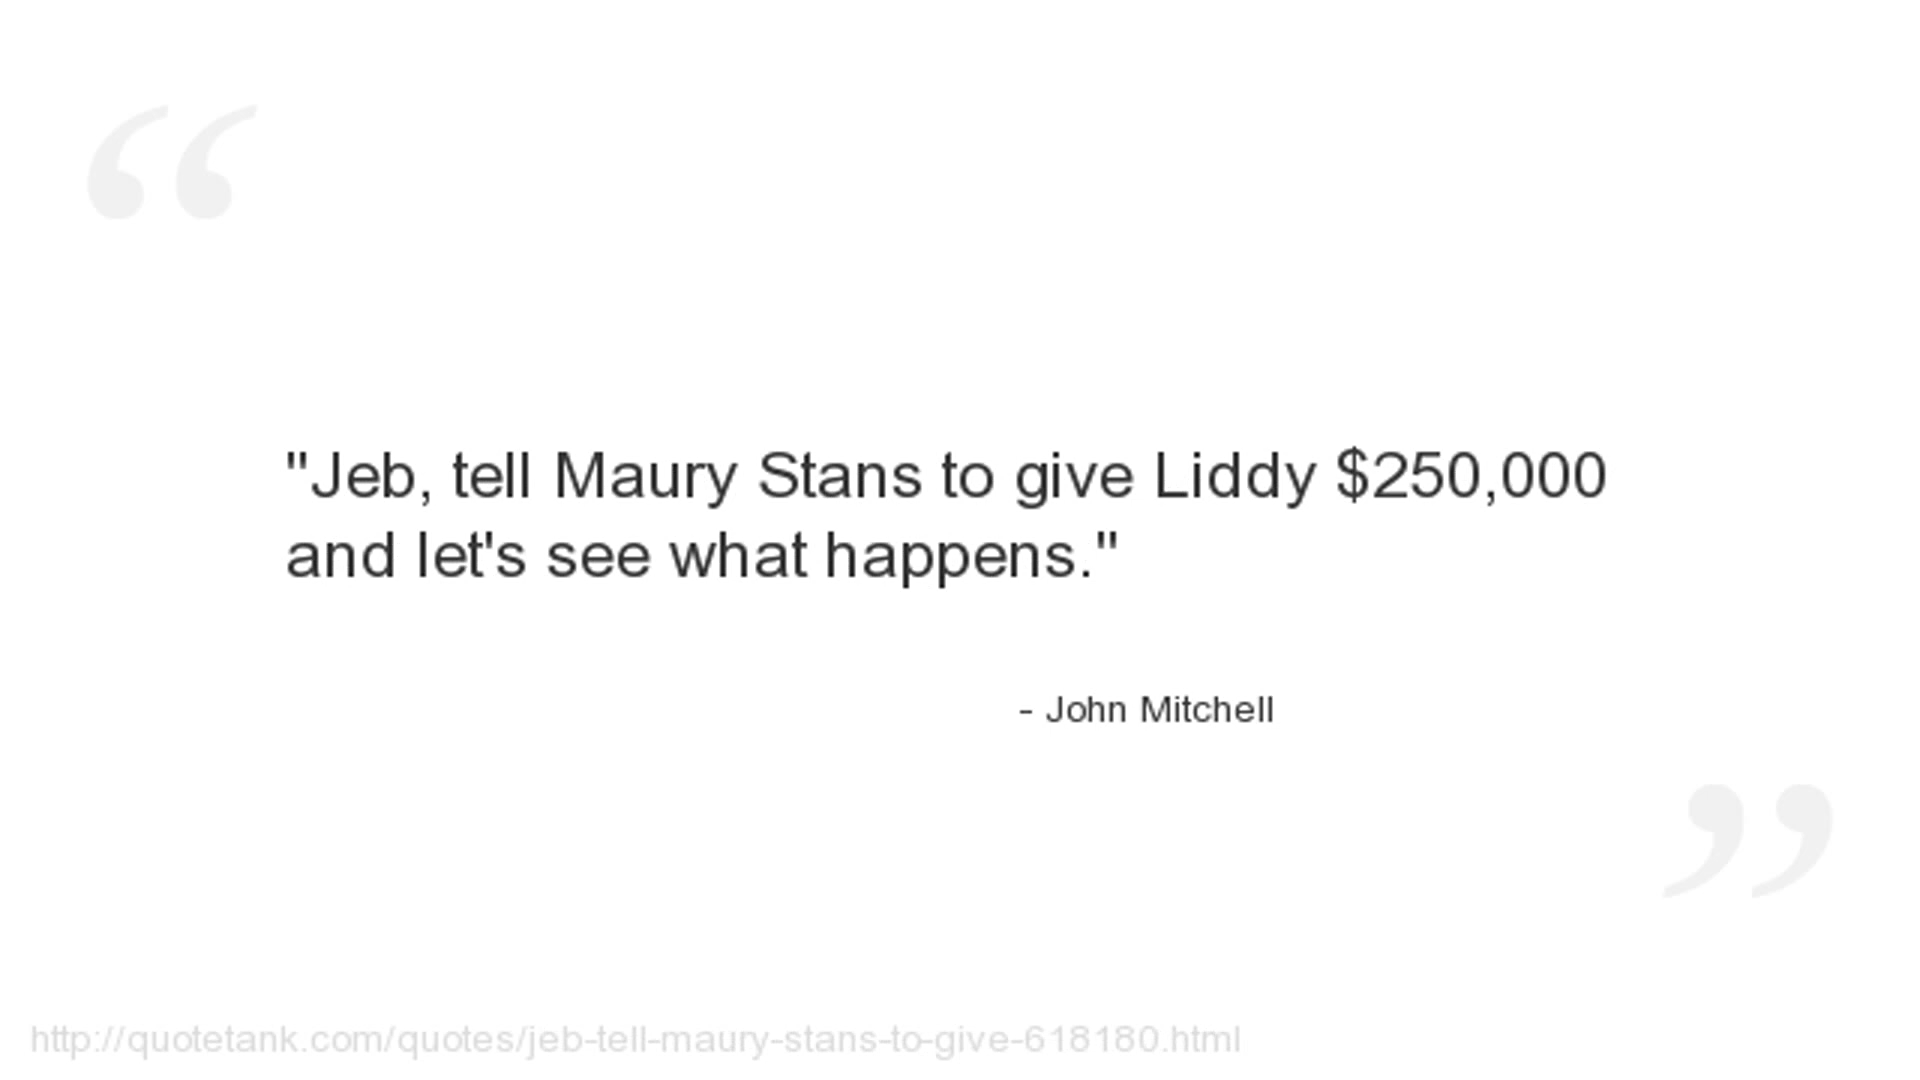 "Jeb, tell Maury Stans to give Liddy $250,000
and let's see what happens."
- John Mitchell
http://quotetank.com/quotes/jeb-tell-maury-stans-to-give-618180.html